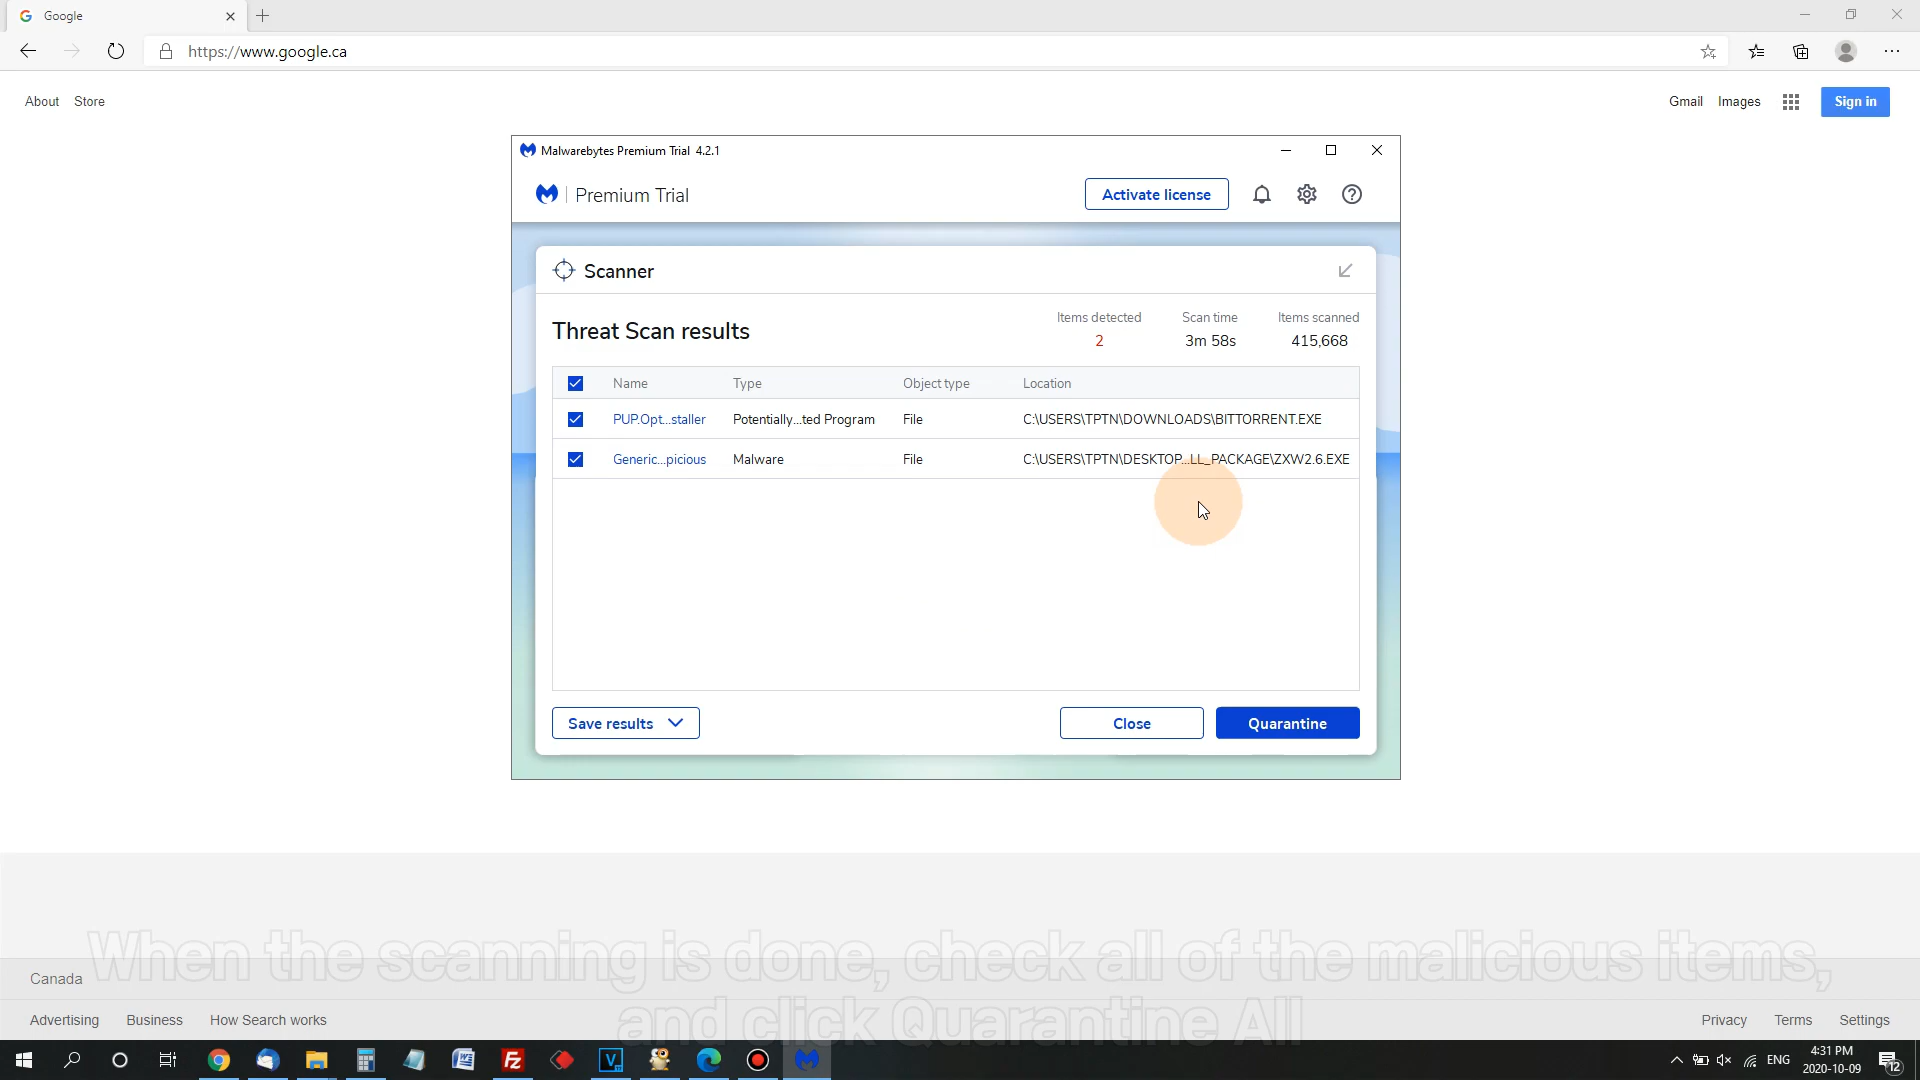 Google
https://www.google.ca
About Store
Gmail Images Sign in
Malwarebytes Premium Trial 4.2.1
Premium Trial
Activate license
Scanner
Threat Scan results
Items detected Scan time Items scanned
2 3m 58s 415,668
Name Type Object type Location
PUP.Opt...staller Potentially...ted Program File C:\USERS\TPTN\DOWNLOADS\BITTORRENT.EXE
Generic...picious Malware File C:\USERS\TPTN\DESKTOP...LL_PACKAGE\ZXW2.6.EXE
Save results Close Quarantine
When the scanning is done, check all of the malicious items,
and click Quarantine All
Canada
Advertising Business How Search works
Privacy Terms Settings
ENG
4:31 PM
2020-10-09
12